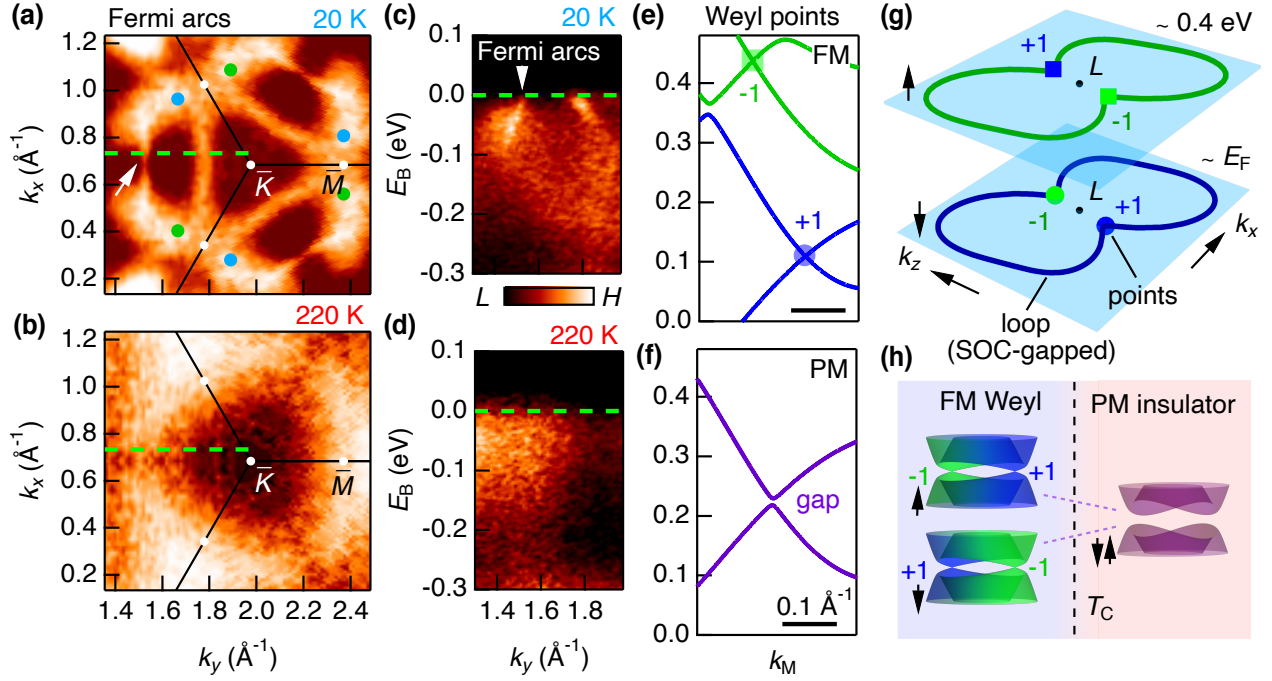 (a) Fermi arcs 20 K
1.2
1.0
0.8
0.6
0.4
0.2
kx (Å⁻¹)
K̅
M̅
(b) 220 K
1.2
1.0
0.8
0.6
0.4
0.2
kx (Å⁻¹)
K̅
M̅
1.4 1.6 1.8 2.0 2.2 2.4
ky (Å⁻¹)
(c) 20 K
Fermi arcs
0.1
0.0
-0.1
-0.2
-0.3
EB (eV)
L H
(d) 220 K
0.1
0.0
-0.1
-0.2
-0.3
EB (eV)
1.4 1.6 1.8
ky (Å⁻¹)
(e) Weyl points
FM
0.4
0.3
0.2
0.1
0.0
-1
+1
(f)
PM
0.4
0.3
0.2
0.1
0.0
gap
0.1 Å⁻¹
kM
(g)
~ 0.4 eV
+1
L
-1
~ EF
L
-1
+1
kx
kz
points
loop
(SOC-gapped)
(h)
FM Weyl PM insulator
-1 +1
+1 -1
TC